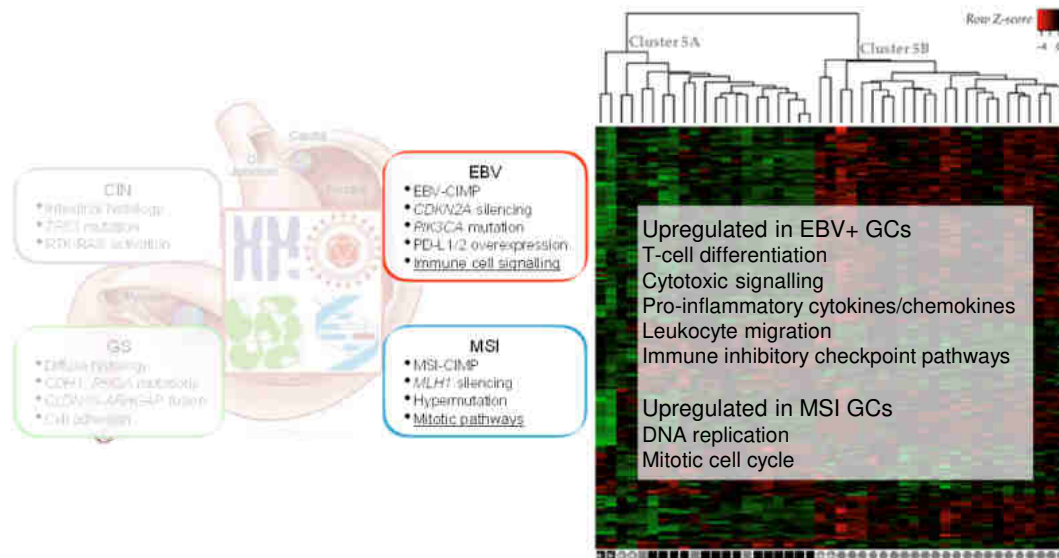 CIN
Intestinal histology
TP53 mutation
RTK-RAS activation
GS
Diffuse histology
CDH1, RHOA mutations
CLDN18-ARHGAP fusion
Cell adhesion
Cardia
EBV
• EBV-CIMP
• CDKN2A silencing
• PIK3CA mutation
• PD-L1/2 overexpression
• Immune cell signalling
MSI
• MSI-CIMP
• MLH1 silencing
• Hypermutation
• Mitotic pathways
Row Z-score
-4
Cluster 5A
Cluster 5B
Upregulated in EBV+ GCs
T-cell differentiation
Cytotoxic signalling
Pro-inflammatory cytokines/chemokines
Leukocyte migration
Immune inhibitory checkpoint pathways
Upregulated in MSI GCs
DNA replication
Mitotic cell cycle